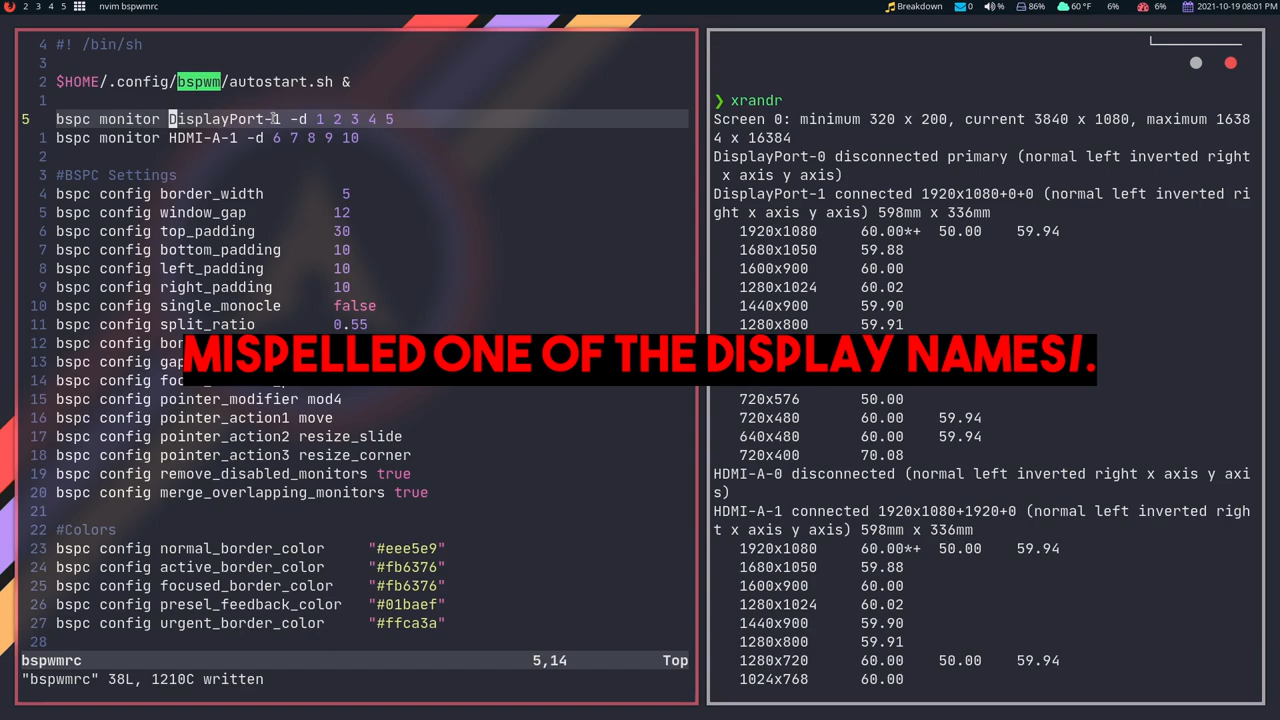 2 3 4 5 nvim bspwmrc Breakdown 0 % 86% 60 °F 6% 6% 2021-10-19 08:01 PM
4 #! /bin/sh
3
2 $HOME/.config/bspwm/autostart.sh &
1
5 bspc monitor DisplayPort-1 -d 1 2 3 4 5
1 bspc monitor HDMI-A-1 -d 6 7 8 9 10
2
3 #BSPC Settings
4 bspc config border_width 5
5 bspc config window_gap 12
6 bspc config top_padding 30
7 bspc config bottom_padding 10
8 bspc config left_padding 10
9 bspc config right_padding 10
10 bspc config single_monocle false
11 bspc config split_ratio 0.55
12 bspc config
13 bspc config
14 bspc config
15 bspc config pointer_modifier mod4
16 bspc config pointer_action1 move
17 bspc config pointer_action2 resize_slide
18 bspc config pointer_action3 resize_corner
19 bspc config remove_disabled_monitors true
20 bspc config merge_overlapping_monitors true
21
22 #Colors
23 bspc config normal_border_color "#eee5e9"
24 bspc config active_border_color "#fb6376"
25 bspc config focused_border_color "#fb6376"
26 bspc config presel_feedback_color "#01baef"
27 bspc config urgent_border_color "#ffca3a"
28
bspwmrc 5,14 Top
"bspwmrc" 38L, 1210C written
MISPELLED ONE OF THE DISPLAY NAMES/.
❯ xrandr
Screen 0: minimum 320 x 200, current 3840 x 1080, maximum 1638
4 x 16384
DisplayPort-0 disconnected primary (normal left inverted right
x axis y axis)
DisplayPort-1 connected 1920x1080+0+0 (normal left inverted ri
ght x axis y axis) 598mm x 336mm
1920x1080 60.00*+ 50.00 59.94
1680x1050 59.88
1600x900 60.00
1280x1024 60.02
1440x900 59.90
1280x800 59.91
720x576 50.00
720x480 60.00 59.94
640x480 60.00 59.94
720x400 70.08
HDMI-A-0 disconnected (normal left inverted right x axis y axi
s)
HDMI-A-1 connected 1920x1080+1920+0 (normal left inverted righ
t x axis y axis) 598mm x 336mm
1920x1080 60.00*+ 50.00 59.94
1680x1050 59.88
1600x900 60.00
1280x1024 60.02
1440x900 59.90
1280x800 59.91
1280x720 60.00 50.00 59.94
1024x768 60.00